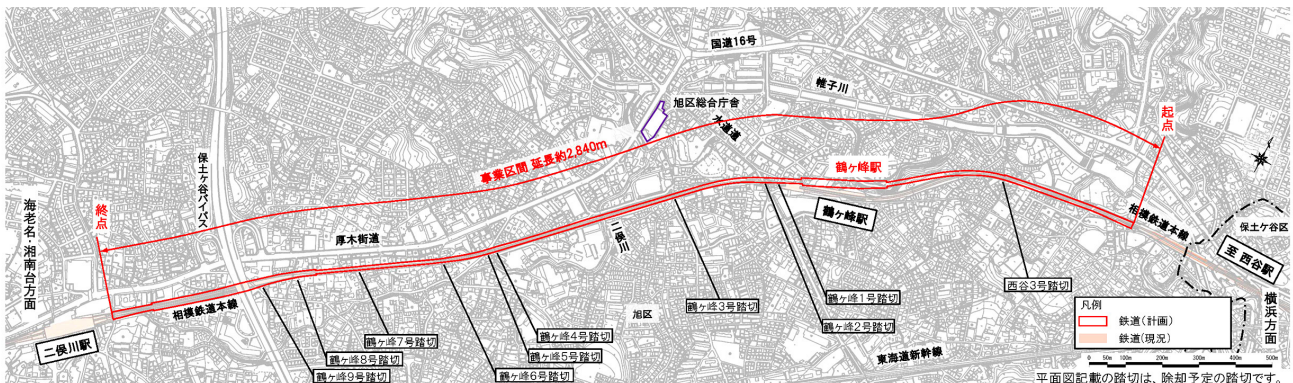 国道16号
帷子川
旭区総合庁舎
水道道
起点
事業区間 延長約2,840m
鶴ヶ峰駅
保土ヶ谷バイパス
海老名・湘南台方面
終点
厚木街道
二俣川
鶴ヶ峰駅
相模鉄道本線
保土ケ谷区
至 西谷駅
横浜方面
相模鉄道本線
二俣川駅
鶴ヶ峰9号踏切
鶴ヶ峰8号踏切
鶴ヶ峰7号踏切
鶴ヶ峰6号踏切
鶴ヶ峰5号踏切
鶴ヶ峰4号踏切
旭区
鶴ヶ峰3号踏切
鶴ヶ峰2号踏切
鶴ヶ峰1号踏切
西谷3号踏切
東海道新幹線
凡例
鉄道(計画)
鉄道(現況)
0 50m 100m 200m 300m 400m 500m
平面図記載の踏切は、除却予定の踏切です。